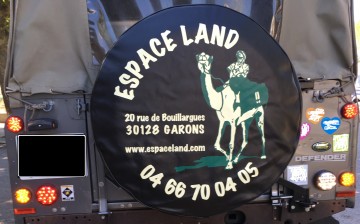 ESPACE LAND
20 rue de Bouillargues
30128 GARONS
www.espaceland.com
04 66 70 04 05
DEFENDER